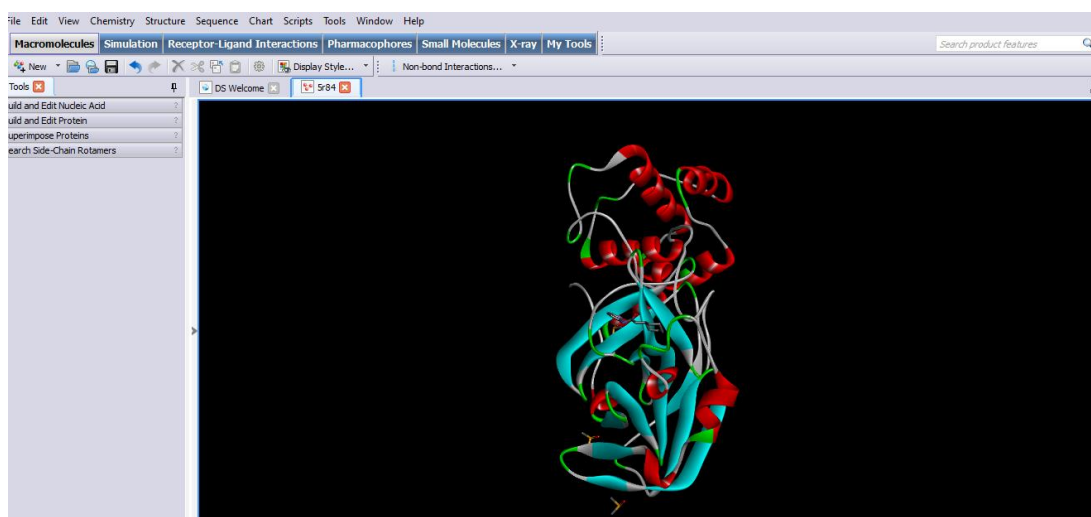 File Edit View Chemistry Structure Sequence Chart Scripts Tools Window Help
Macromolecules Simulation Receptor-Ligand Interactions Pharmacophores Small Molecules X-ray My Tools Search product features
New Display Style... Non-bond Interactions...
Tools DS Welcome 5r84
uild and Edit Nucleic Acid ?
uild and Edit Protein ?
uperimpose Proteins ?
earch Side-Chain Rotamers ?